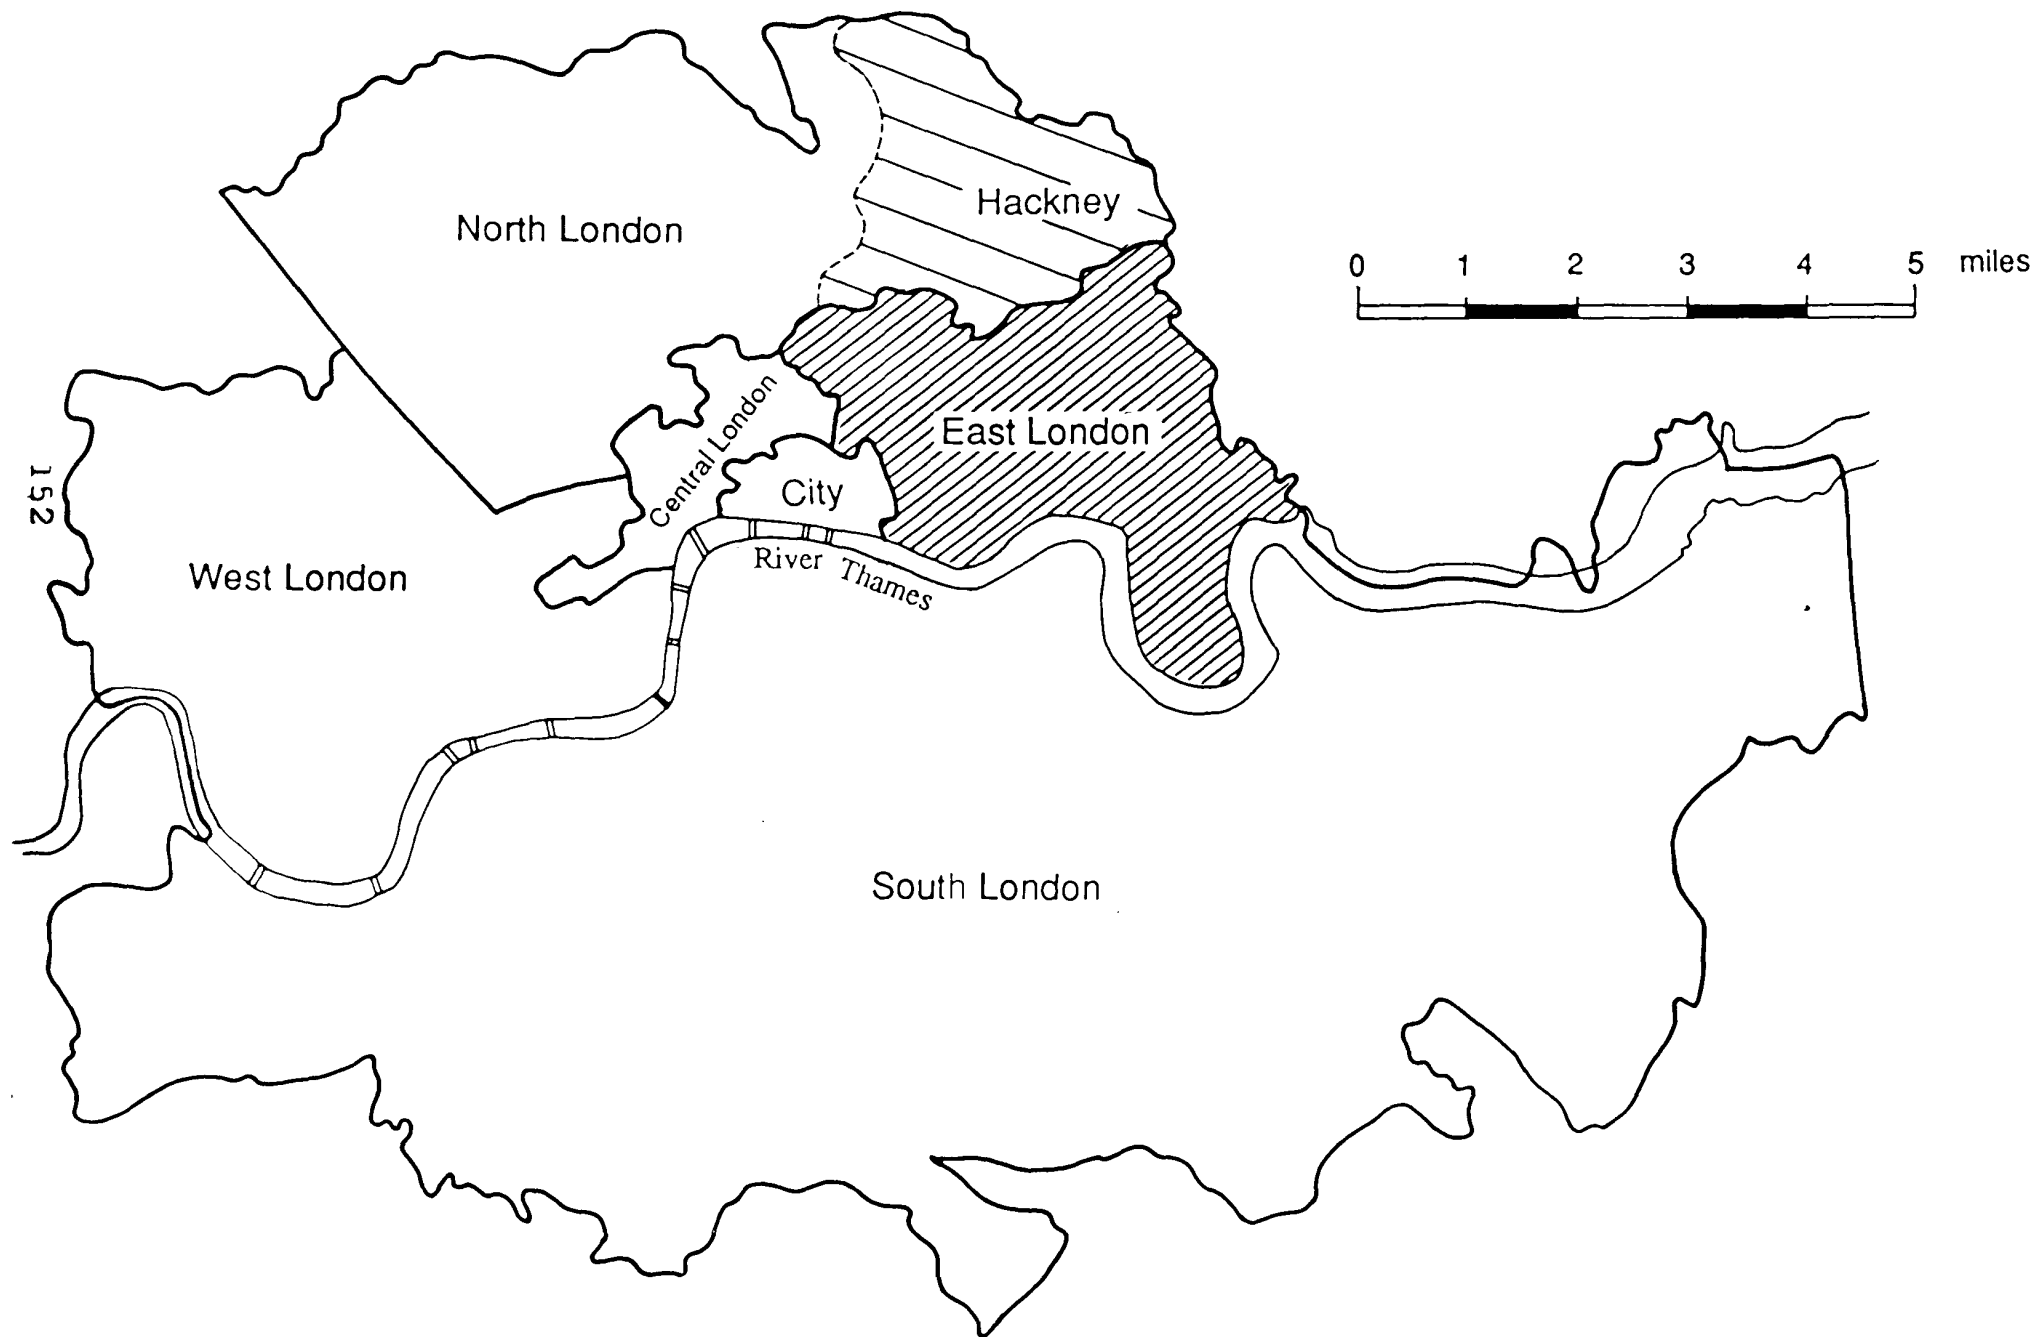 Hackney
North London
0 1 2 3 4 5 miles
Central London
East London
City
152
West London
River Thames
South London